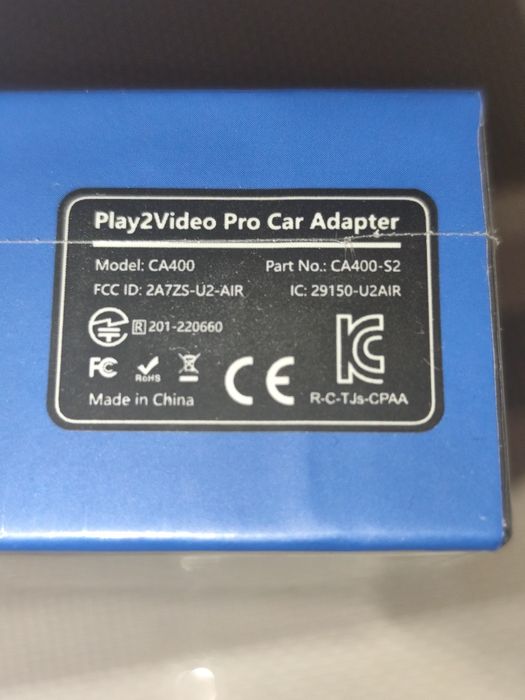 Play2Video Pro Car Adapter
Model: CA400 Part No.: CA400-S2
FCC ID: 2A7ZS-U2-AIR IC: 29150-U2AIR
R 201-220660
FC RoHS CE KC
Made in China R-C-TJs-CPAA